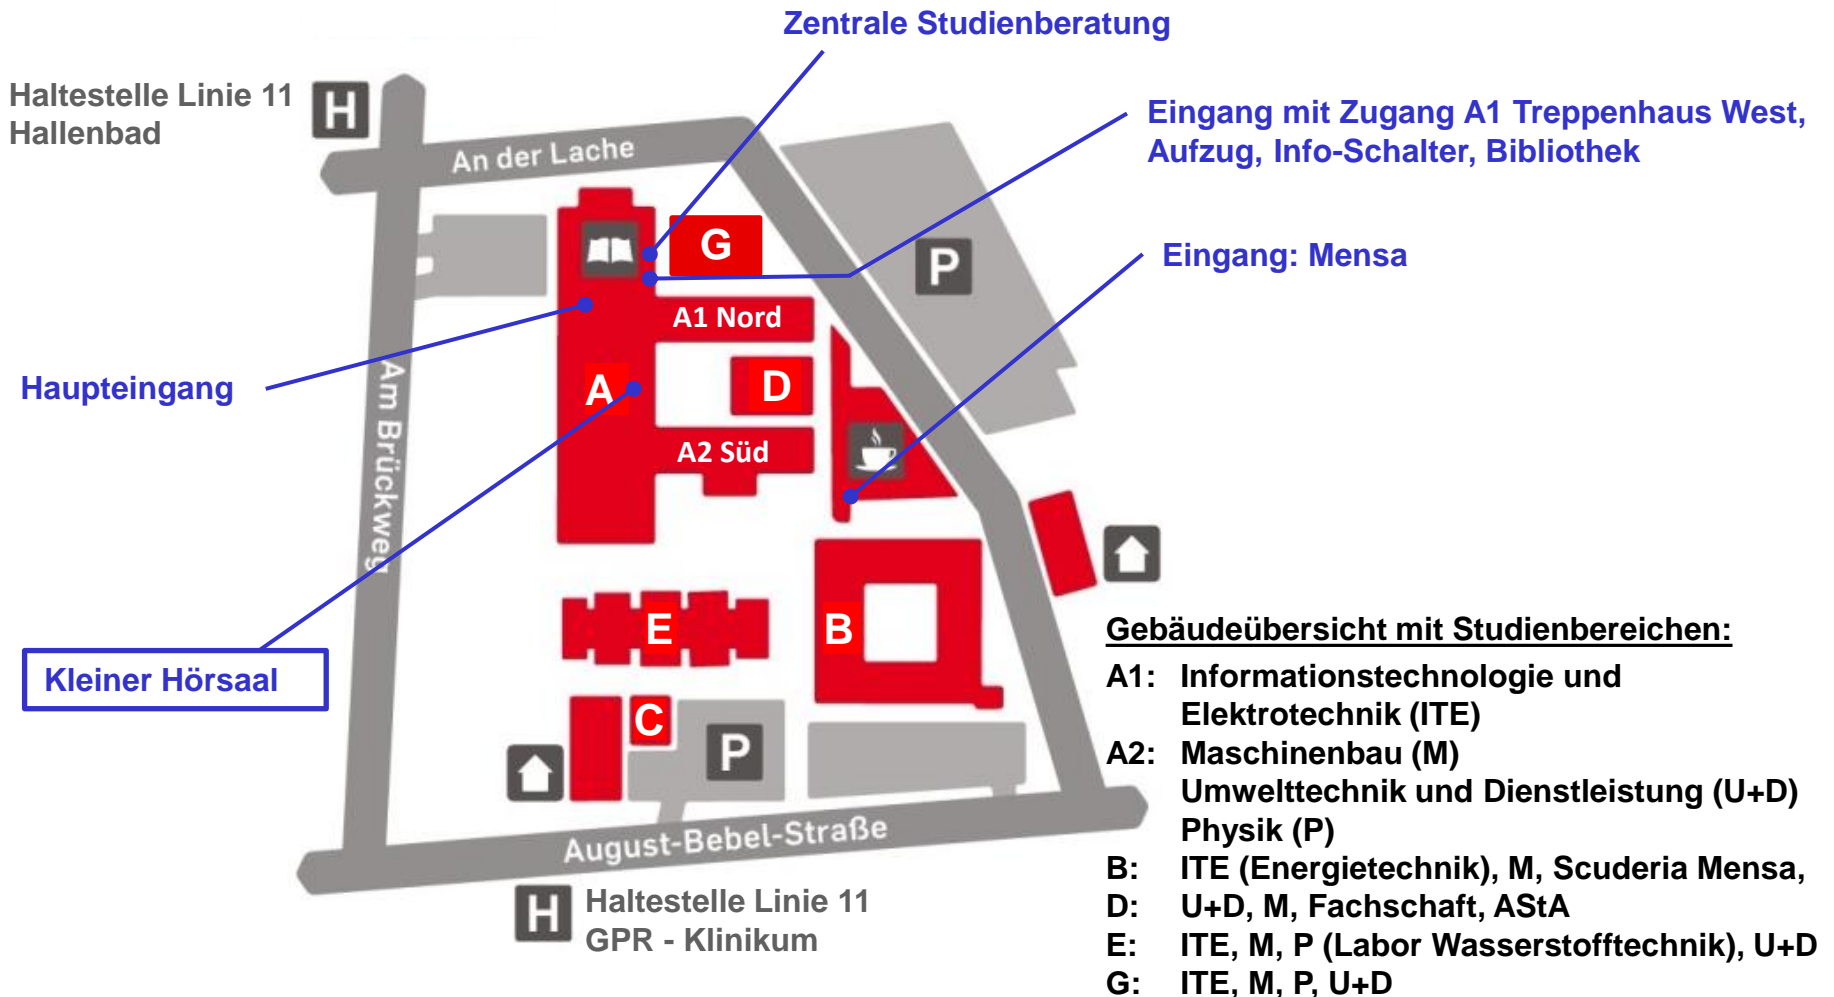 Zentrale Studienberatung
Haltestelle Linie 11
Hallenbad
H
An der Lache
Eingang mit Zugang A1 Treppenhaus West,
Aufzug, Info-Schalter, Bibliothek
G
P
Eingang: Mensa
A1 Nord
Haupteingang
A
D
Am Brückweg
A2 Süd
E
B
Kleiner Hörsaal
C
P
August-Bebel-Straße
H
Haltestelle Linie 11
GPR - Klinikum
Gebäudeübersicht mit Studienbereichen:
A1: Informationstechnologie und
Elektrotechnik (ITE)
A2: Maschinenbau (M)
Umwelttechnik und Dienstleistung (U+D)
Physik (P)
B: ITE (Energietechnik), M, Scuderia Mensa,
D: U+D, M, Fachschaft, AStA
E: ITE, M, P (Labor Wasserstofftechnik), U+D
G: ITE, M, P, U+D